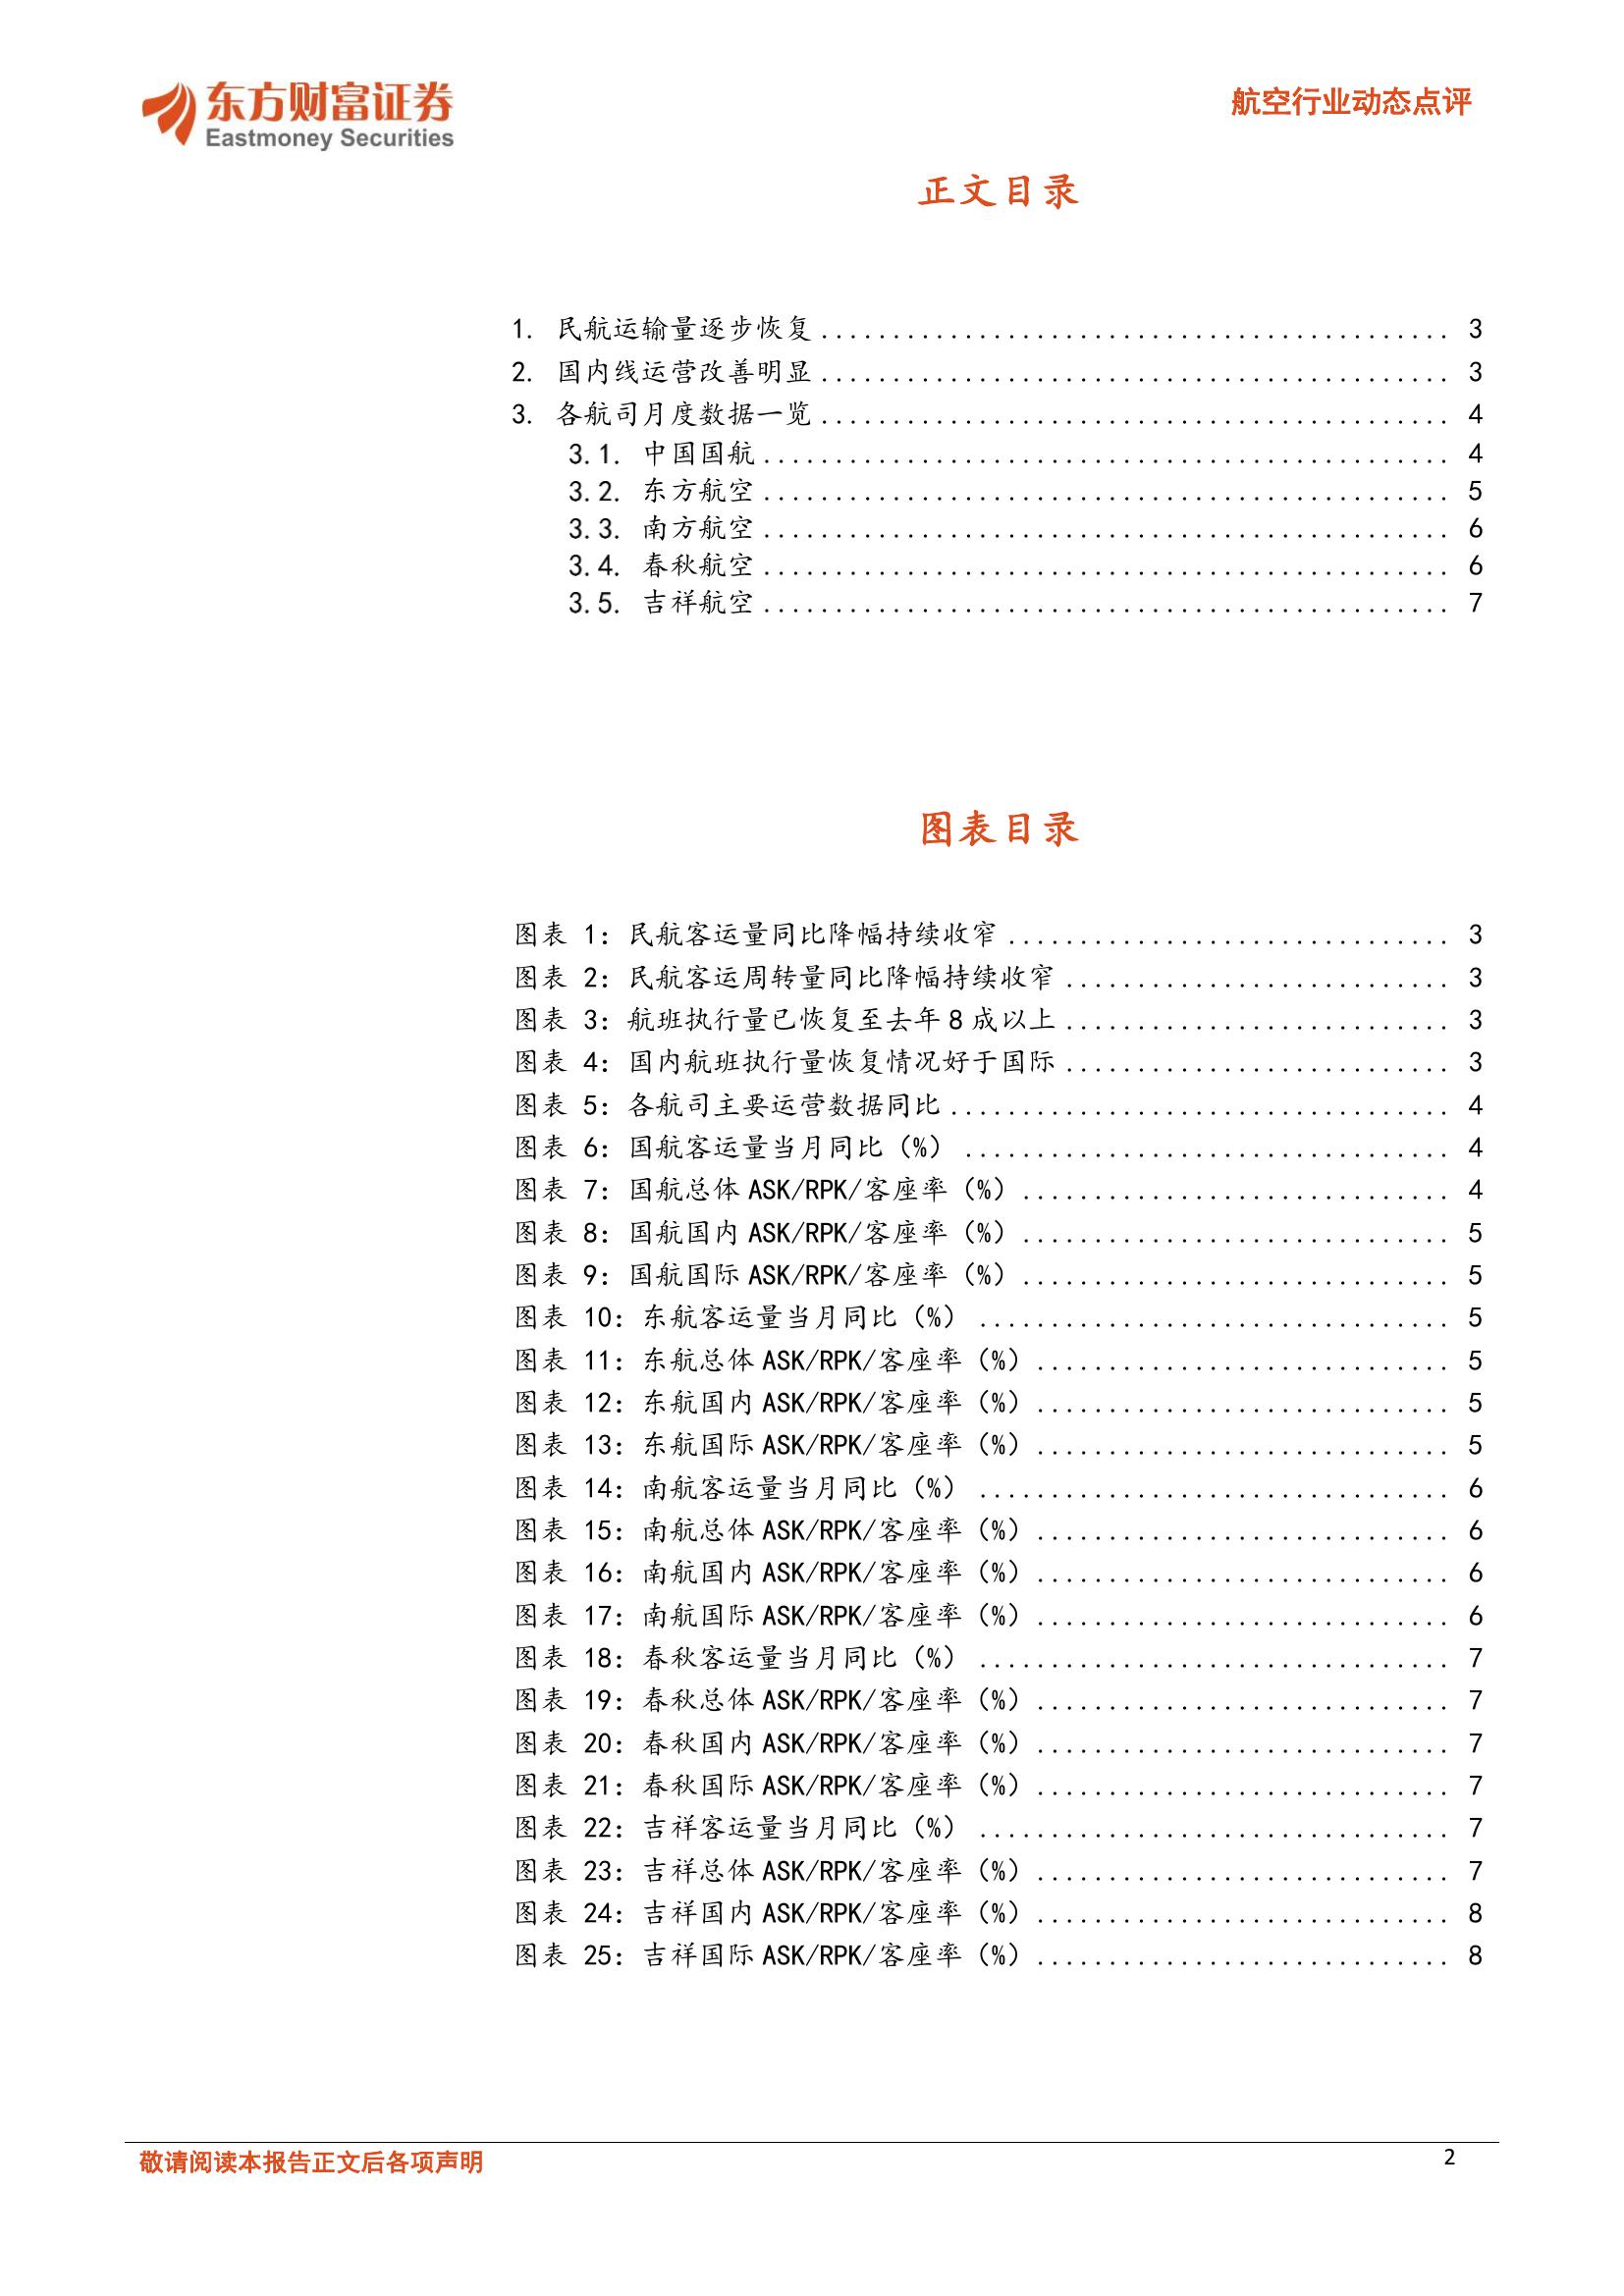 东方财富证券
Eastmoney Securities
航空行业动态点评
正文目录
1. 民航运输量逐步恢复 ............................................ 3
2. 国内线运营改善明显 ............................................ 3
3. 各航司月度数据一览 ............................................ 4
3.1. 中国国航 ................................................ 4
3.2. 东方航空 ................................................ 5
3.3. 南方航空 ................................................ 6
3.4. 春秋航空 ................................................ 6
3.5. 吉祥航空 ................................................ 7
图表目录
图表 1：民航客运量同比降幅持续收窄 ............................... 3
图表 2：民航客运周转量同比降幅持续收窄 ........................... 3
图表 3：航班执行量已恢复至去年 8 成以上 ........................... 3
图表 4：国内航班执行量恢复情况好于国际 ........................... 3
图表 5：各航司主要运营数据同比 ................................... 4
图表 6：国航客运量当月同比（%） .................................. 4
图表 7：国航总体 ASK/RPK/客座率（%） .............................. 4
图表 8：国航国内 ASK/RPK/客座率（%） .............................. 5
图表 9：国航国际 ASK/RPK/客座率（%） .............................. 5
图表 10：东航客运量当月同比（%） ................................. 5
图表 11：东航总体 ASK/RPK/客座率（%） ............................. 5
图表 12：东航国内 ASK/RPK/客座率（%） ............................. 5
图表 13：东航国际 ASK/RPK/客座率（%） ............................. 5
图表 14：南航客运量当月同比（%） ................................. 6
图表 15：南航总体 ASK/RPK/客座率（%） ............................. 6
图表 16：南航国内 ASK/RPK/客座率（%） ............................. 6
图表 17：南航国际 ASK/RPK/客座率（%） ............................. 6
图表 18：春秋客运量当月同比（%） ................................. 7
图表 19：春秋总体 ASK/RPK/客座率（%） ............................. 7
图表 20：春秋国内 ASK/RPK/客座率（%） ............................. 7
图表 21：春秋国际 ASK/RPK/客座率（%） ............................. 7
图表 22：吉祥客运量当月同比（%） ................................. 7
图表 23：吉祥总体 ASK/RPK/客座率（%） ............................. 7
图表 24：吉祥国内 ASK/RPK/客座率（%） ............................. 8
图表 25：吉祥国际 ASK/RPK/客座率（%） ............................. 8
敬请阅读本报告正文后各项声明
2